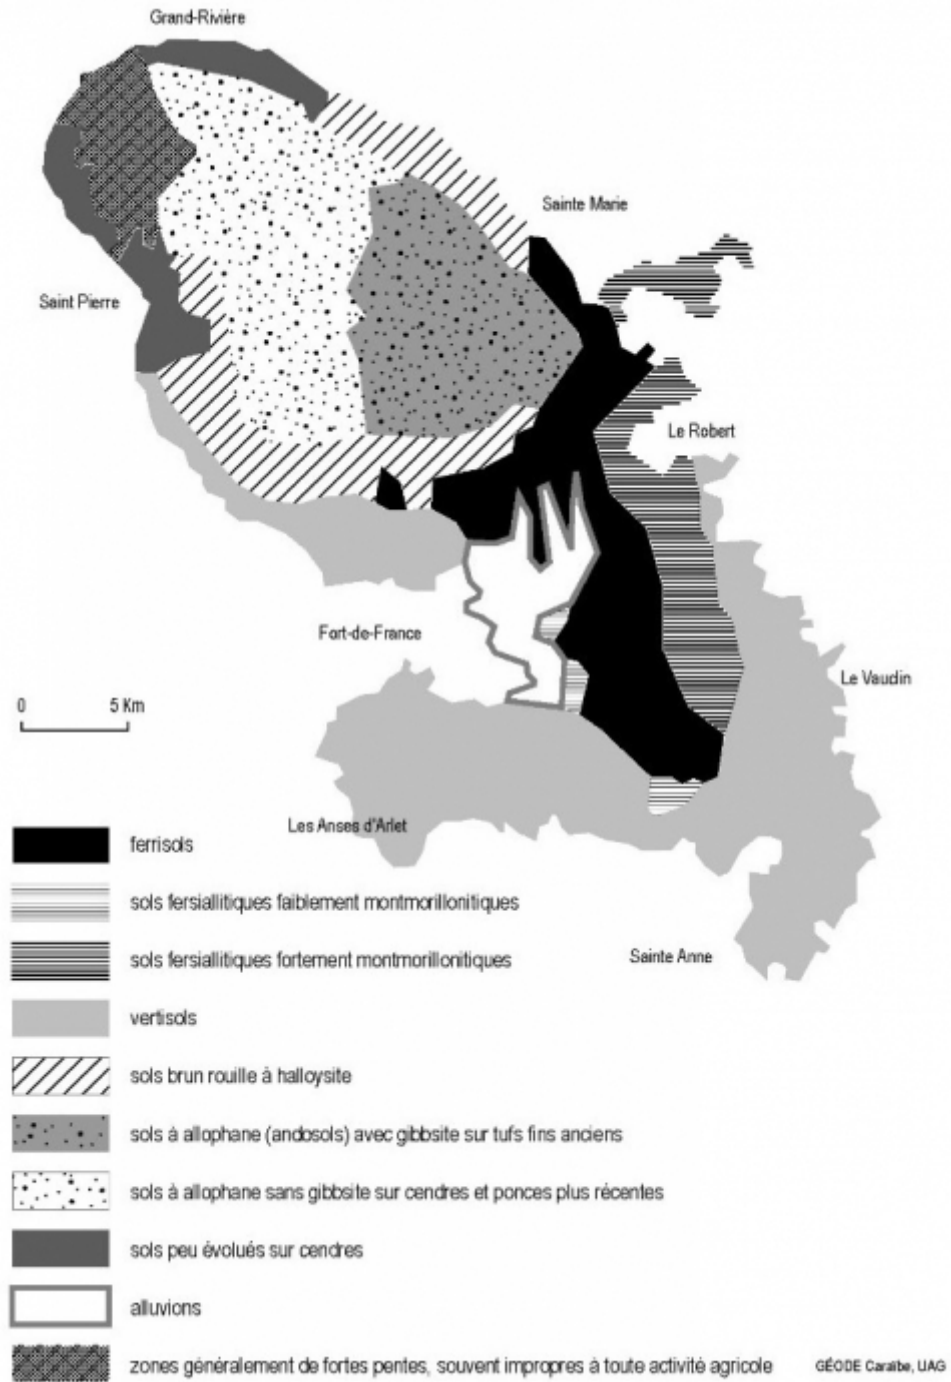 Grand-Rivière
Sainte Marie
Saint Pierre
Le Robert
Fort-de-France
Le Vaudin
0 5 Km
Les Anses d'Arlet
Sainte Anne
ferrisols
sols fersiallitiques faiblement montmorillonitiques
sols fersiallitiques fortement montmorillonitiques
vertisols
sols brun rouille à halloysite
sols à allophane (andosols) avec gibbsite sur tufs fins anciens
sols à allophane sans gibbsite sur cendres et ponces plus récentes
sols peu évolués sur cendres
alluvions
zones généralement de fortes pentes, souvent impropres à toute activité agricole
GÉODE Caraïbe, UAG